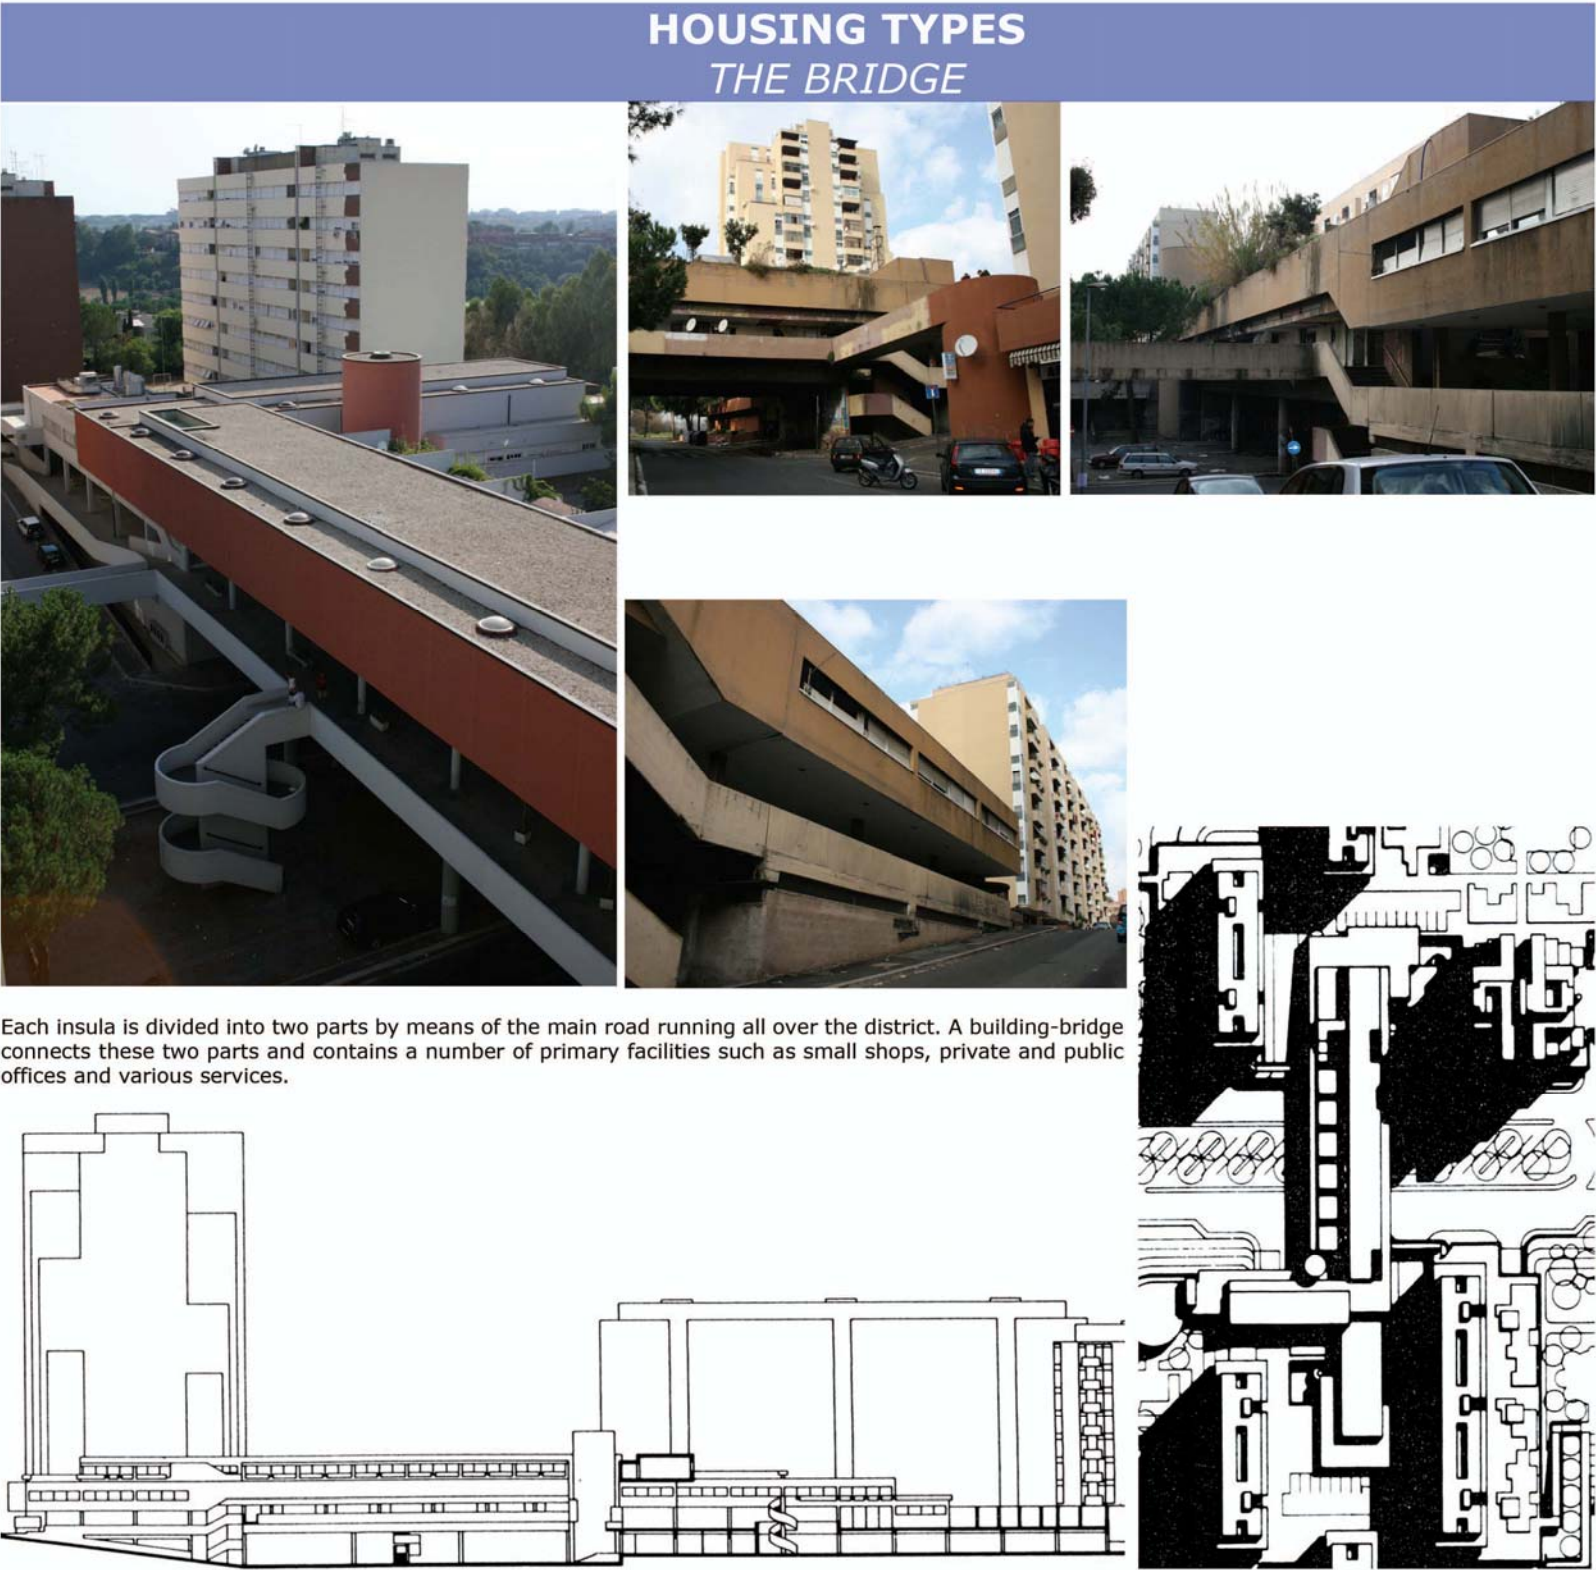 HOUSING TYPES
THE BRIDGE
Each insula is divided into two parts by means of the main road running all over the district. A building-bridge
connects these two parts and contains a number of primary facilities such as small shops, private and public
offices and various services.